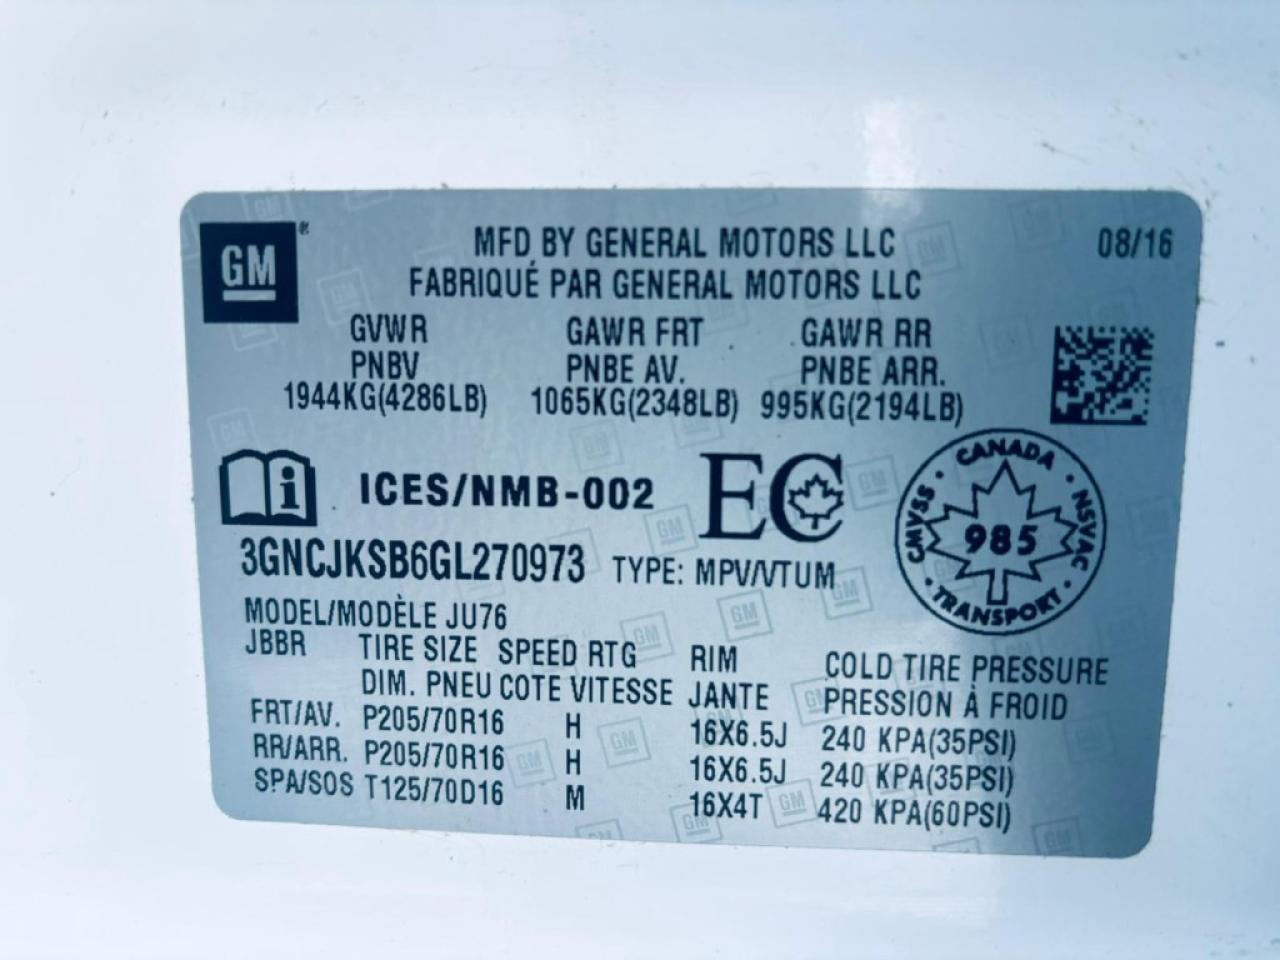 GM
MFD BY GENERAL MOTORS LLC 08/16
FABRIQUÉ PAR GENERAL MOTORS LLC
GVWR GAWR FRT GAWR RR
PNBV PNBE AV. PNBE ARR.
1944KG(4286LB) 1065KG(2348LB) 995KG(2194LB)
i ICES/NMB-002 EC
CANADA
CMVSS 985 NSVAC
TRANSPORT
3GNCJKSB6GL270973 TYPE: MPV/VTUM
MODEL/MODÈLE JU76
JBBR TIRE SIZE SPEED RTG RIM COLD TIRE PRESSURE
DIM. PNEU COTE VITESSE JANTE PRESSION À FROID
FRT/AV. P205/70R16 H 16X6.5J 240 KPA(35PSI)
RR/ARR. P205/70R16 H 16X6.5J 240 KPA(35PSI)
SPA/SOS T125/70D16 M 16X4T 420 KPA(60PSI)